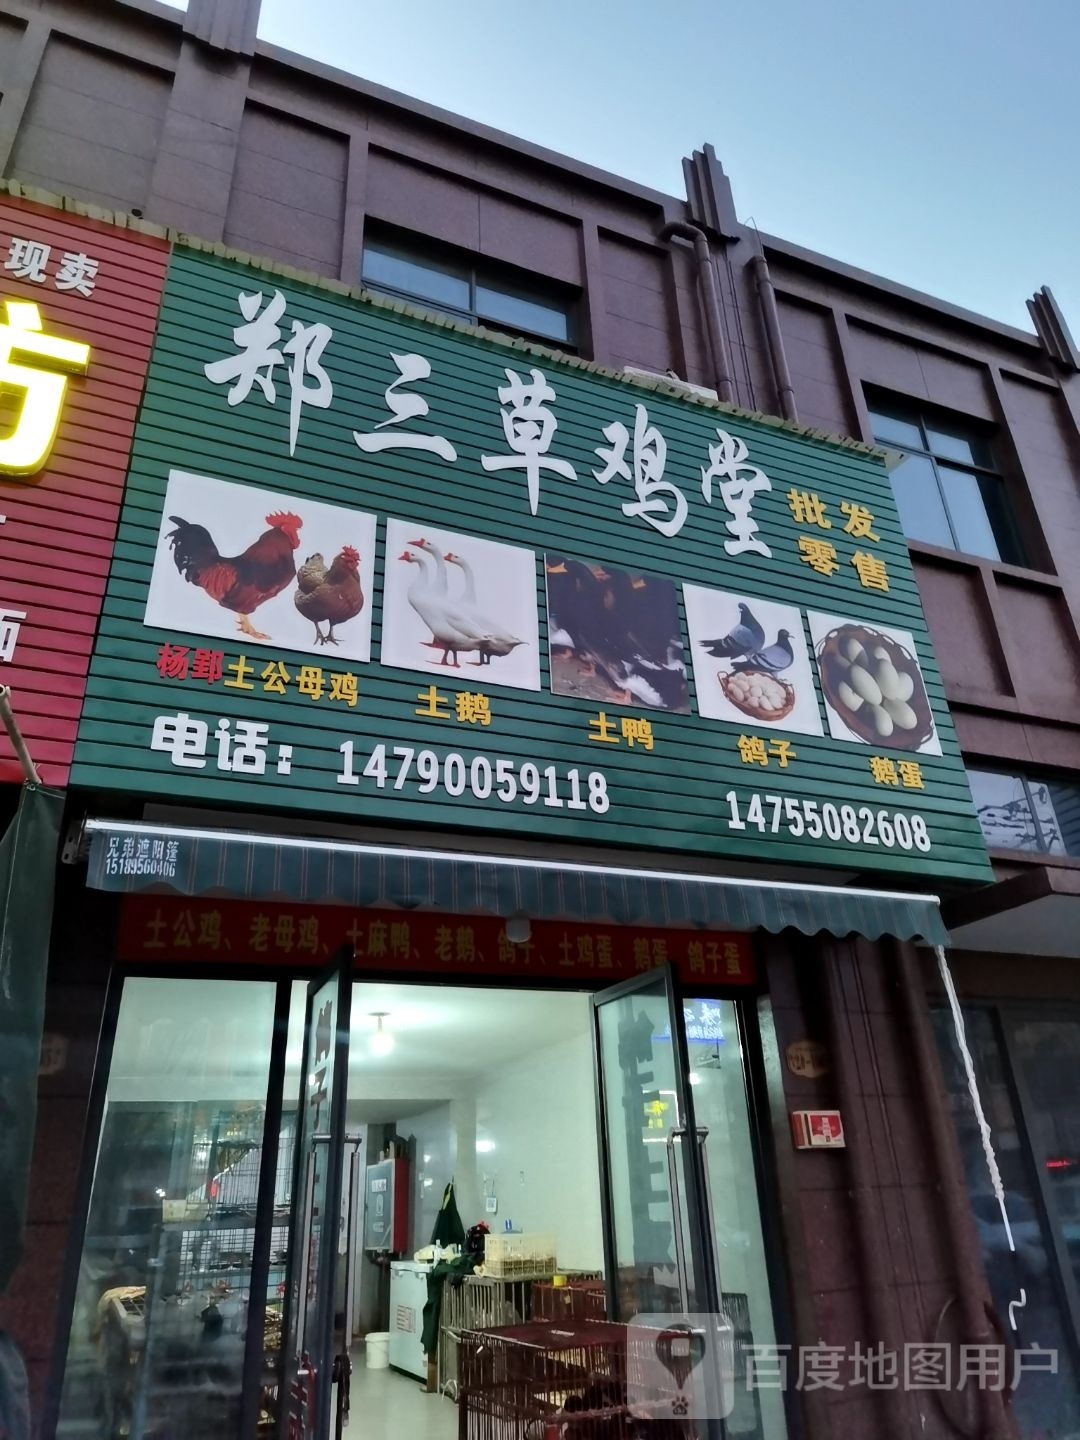 现卖
坊
面
郑三草鸡堂
批发
零售
杨郢土公母鸡
土鹅
土鸭
鸽子
鹅蛋
电话：14790059118
14755082608
兄弟遮阳篷
15189560406
土公鸡、老母鸡、土麻鸭、老鹅、鸽子、土鸡蛋、鹅蛋、鸽子蛋
百度地图用户